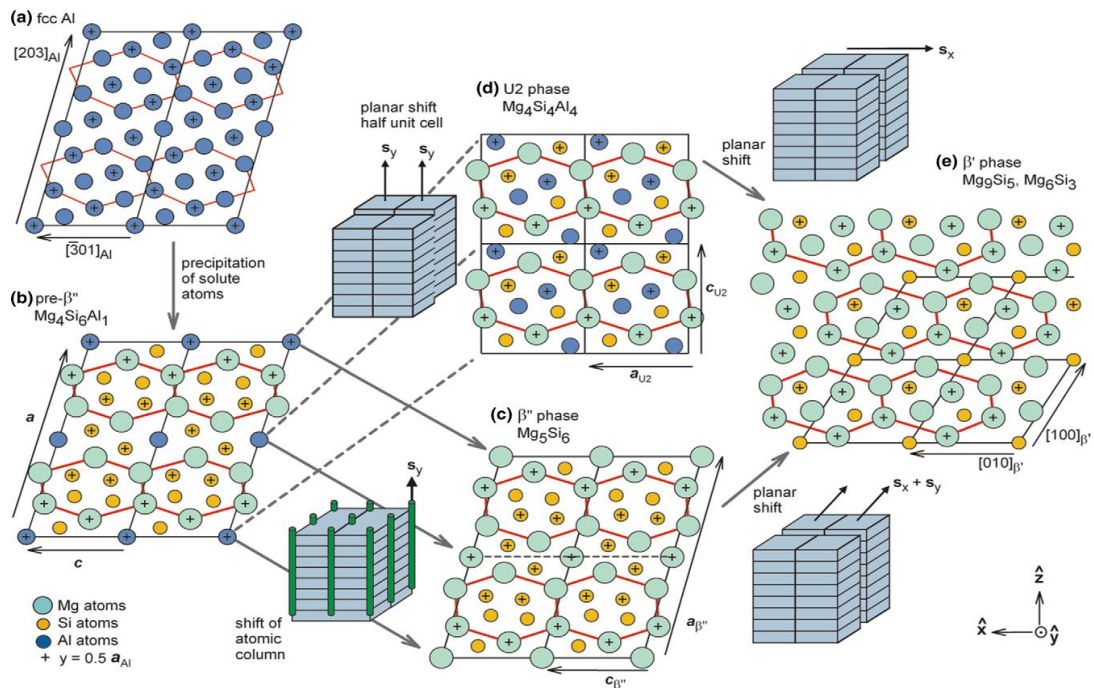 (a) fcc Al
[203]Al
[3̅01]Al
precipitation
of solute
atoms
(b) pre-β"
Mg4Si6Al1
a
c
Mg atoms
Si atoms
Al atoms
+ y = 0.5 aAl
planar shift
half unit cell
sy sy
sy
shift of
atomic
column
(d) U2 phase
Mg4Si4Al4
cU2
aU2
(c) β" phase
Mg5Si6
aβ"
cβ"
sx
planar
shift
(e) β' phase
Mg9Si5, Mg6Si3
[100]β'
[010]β'
planar
shift
sx + sy
ẑ
x̂
ŷ